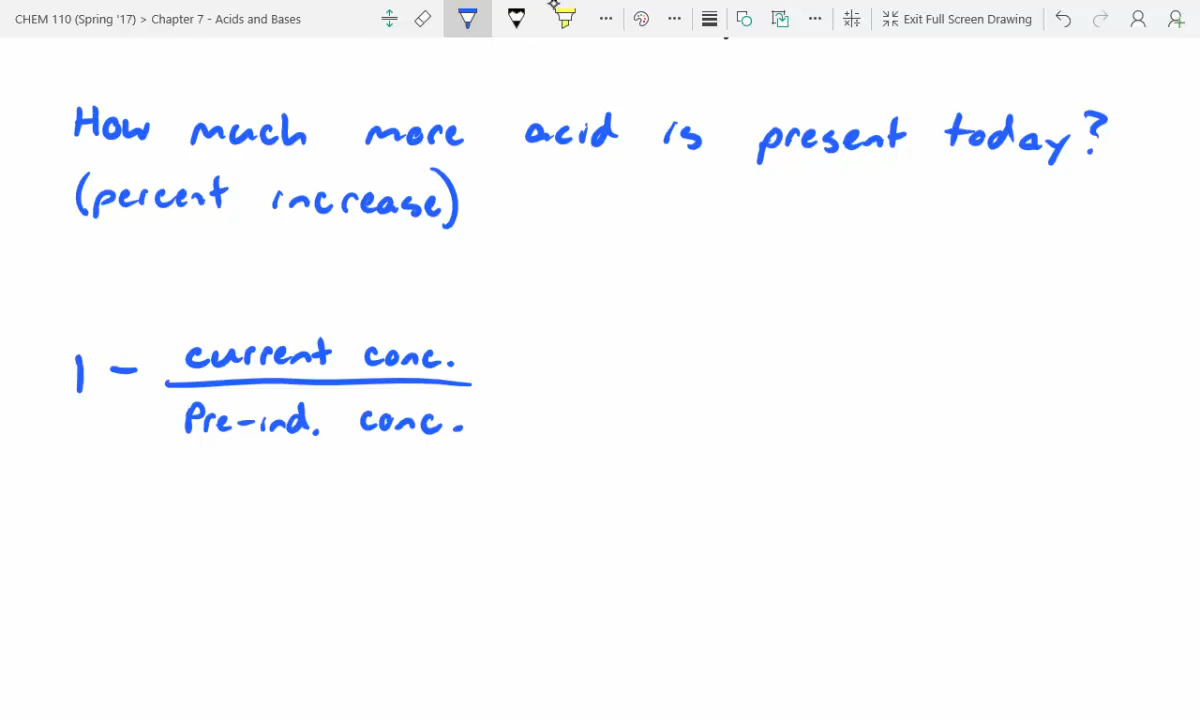 CHEM 110 (Spring '17) > Chapter 7 - Acids and Bases
Exit Full Screen Drawing
How much more acid is present today?
(percent increase)
1 - current conc.
Pre-ind. conc.